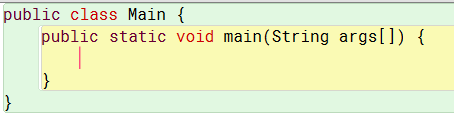 public class Main {
public static void main(String args[]) {
}
}